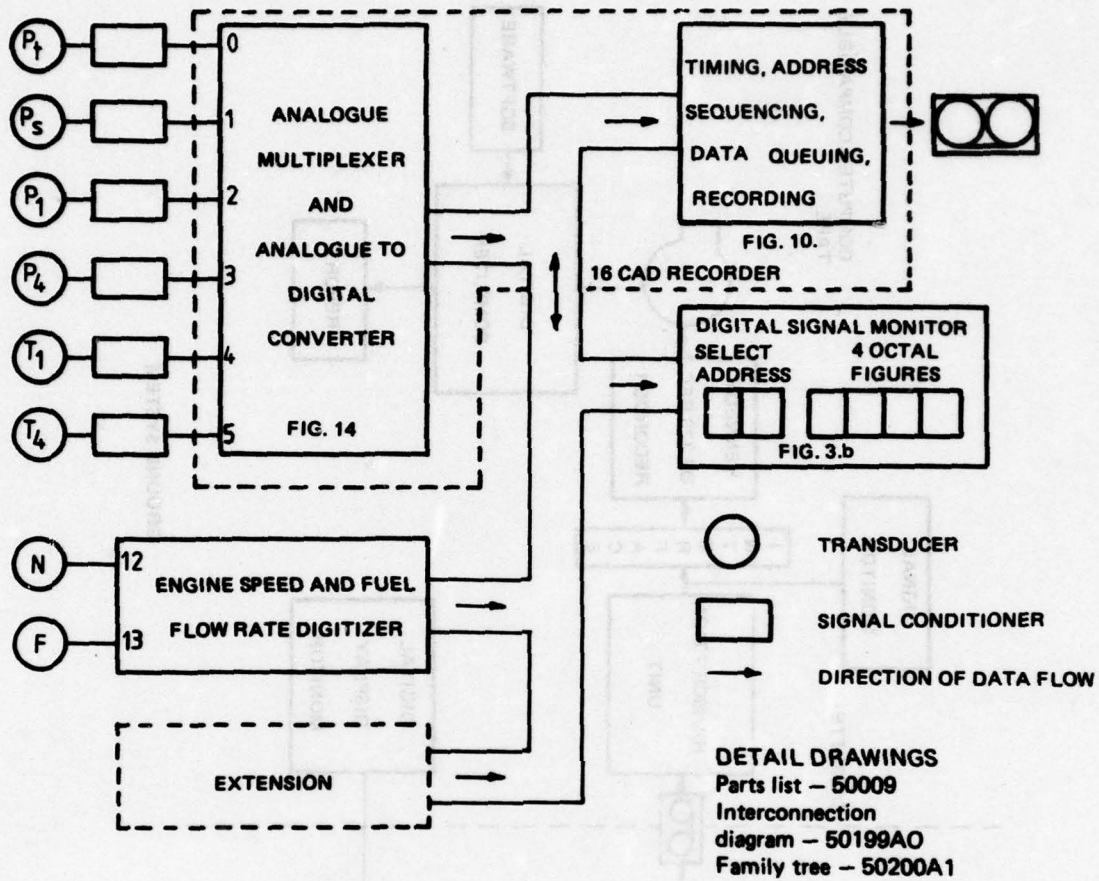 Pt
0
Ps
1
P1
2
P4
3
T1
4
T4
5
ANALOGUE
MULTIPLEXER
AND
ANALOGUE TO
DIGITAL
CONVERTER
FIG. 14
TIMING, ADDRESS
SEQUENCING,
DATA QUEUING,
RECORDING
FIG. 10.
16 CAD RECORDER
DIGITAL SIGNAL MONITOR
SELECT ADDRESS
4 OCTAL FIGURES
FIG. 3.b
N
12
F
13
ENGINE SPEED AND FUEL
FLOW RATE DIGITIZER
EXTENSION
TRANSDUCER
SIGNAL CONDITIONER
DIRECTION OF DATA FLOW
DETAIL DRAWINGS
Parts list – 50009
Interconnection
diagram – 50199AO
Family tree – 50200A1